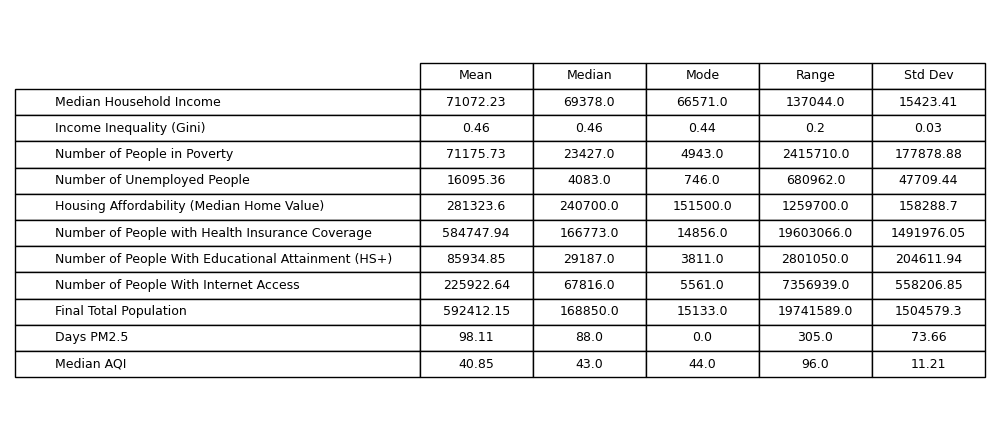 Mean Median Mode Range Std Dev
Median Household Income 71072.23 69378.0 66571.0 137044.0 15423.41
Income Inequality (Gini) 0.46 0.46 0.44 0.2 0.03
Number of People in Poverty 71175.73 23427.0 4943.0 2415710.0 177878.88
Number of Unemployed People 16095.36 4083.0 746.0 680962.0 47709.44
Housing Affordability (Median Home Value) 281323.6 240700.0 151500.0 1259700.0 158288.7
Number of People with Health Insurance Coverage 584747.94 166773.0 14856.0 19603066.0 1491976.05
Number of People With Educational Attainment (HS+) 85934.85 29187.0 3811.0 2801050.0 204611.94
Number of People With Internet Access 225922.64 67816.0 5561.0 7356939.0 558206.85
Final Total Population 592412.15 168850.0 15133.0 19741589.0 1504579.3
Days PM2.5 98.11 88.0 0.0 305.0 73.66
Median AQI 40.85 43.0 44.0 96.0 11.21